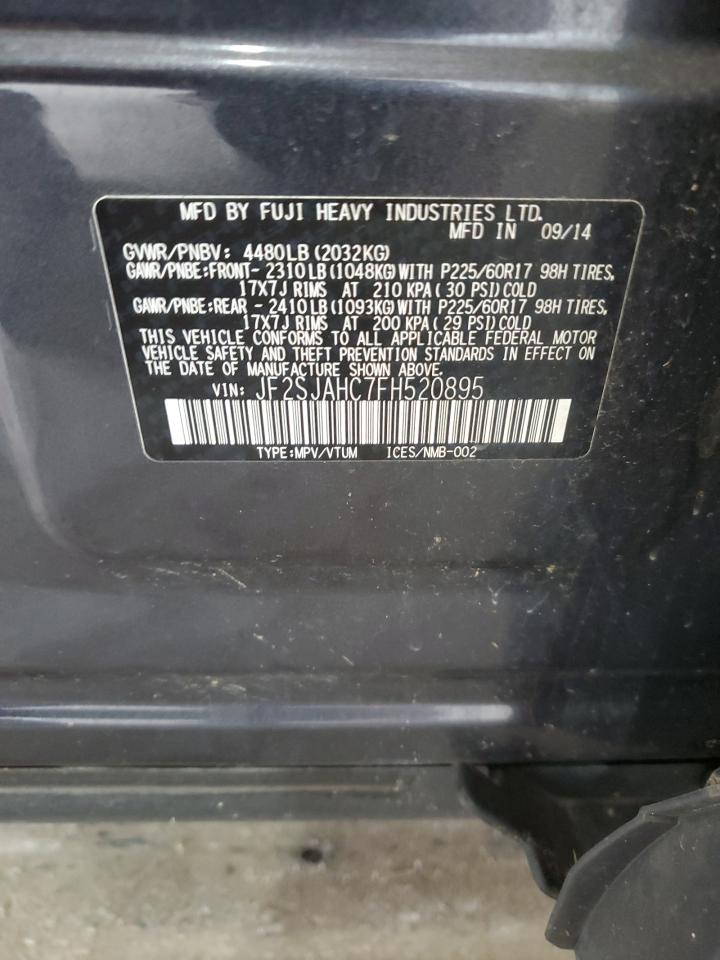 MFD BY FUJI HEAVY INDUSTRIES LTD.
MFD IN 09/14
GVWR/PNBV: 4480LB (2032KG)
GAWR/PNBE:FRONT- 2310LB (1048KG) WITH P225/60R17 98H TIRES,
17X7J RIMS AT 210 KPA ( 30 PSI) COLD
GAWR/PNBE:REAR - 2410LB (1093KG) WITH P225/60R17 98H TIRES,
17X7J RIMS AT 200 KPA ( 29 PSI) COLD
THIS VEHICLE CONFORMS TO ALL APPLICABLE FEDERAL MOTOR
VEHICLE SAFETY AND THEFT PREVENTION STANDARDS IN EFFECT ON
THE DATE OF MANUFACTURE SHOWN ABOVE.
VIN: JF2SJAHC7FH520895
TYPE:MPV/VTUM ICES/NMB-002